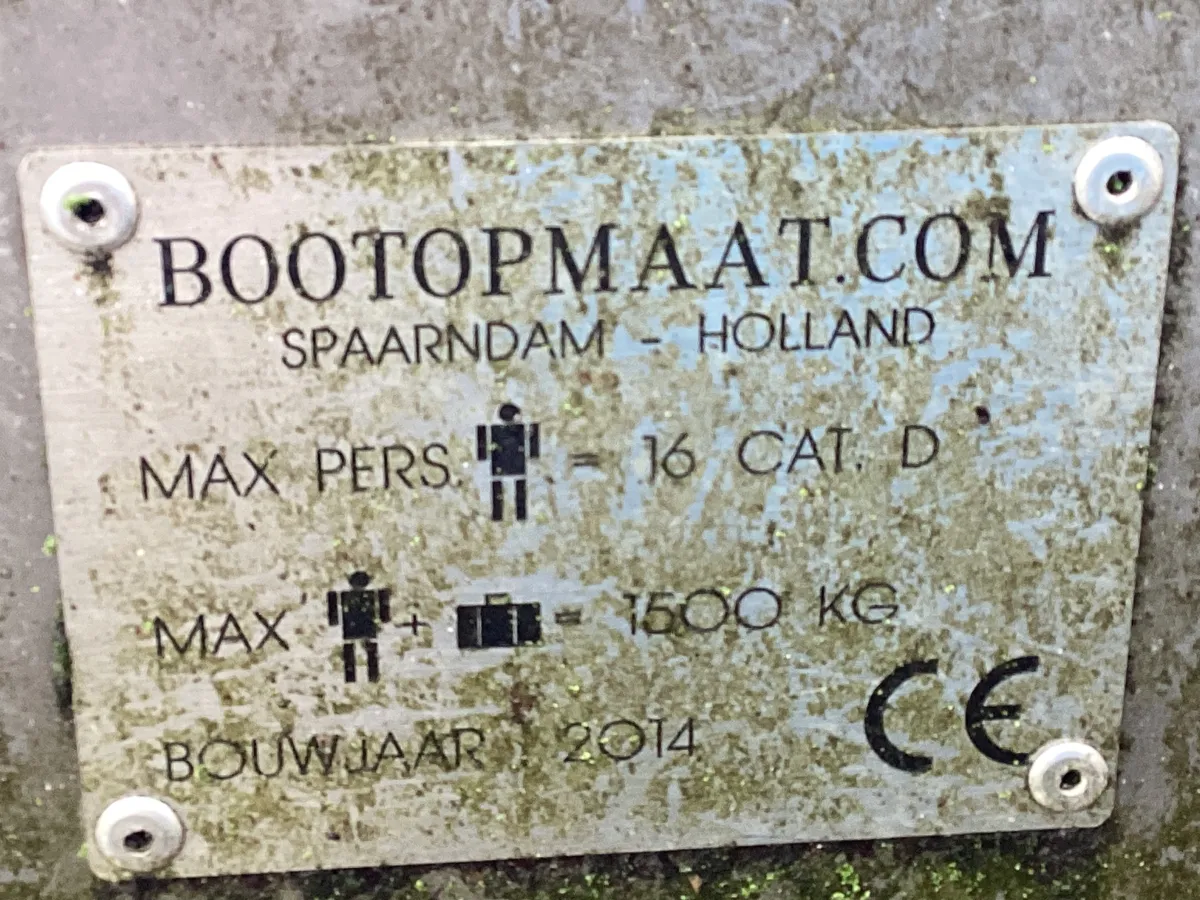 BOOTOPMAAT.COM
SPAARNDAM - HOLLAND
MAX PERS. = 16 CAT. D
MAX + = 1500 KG
BOUWJAAR 2014
CE